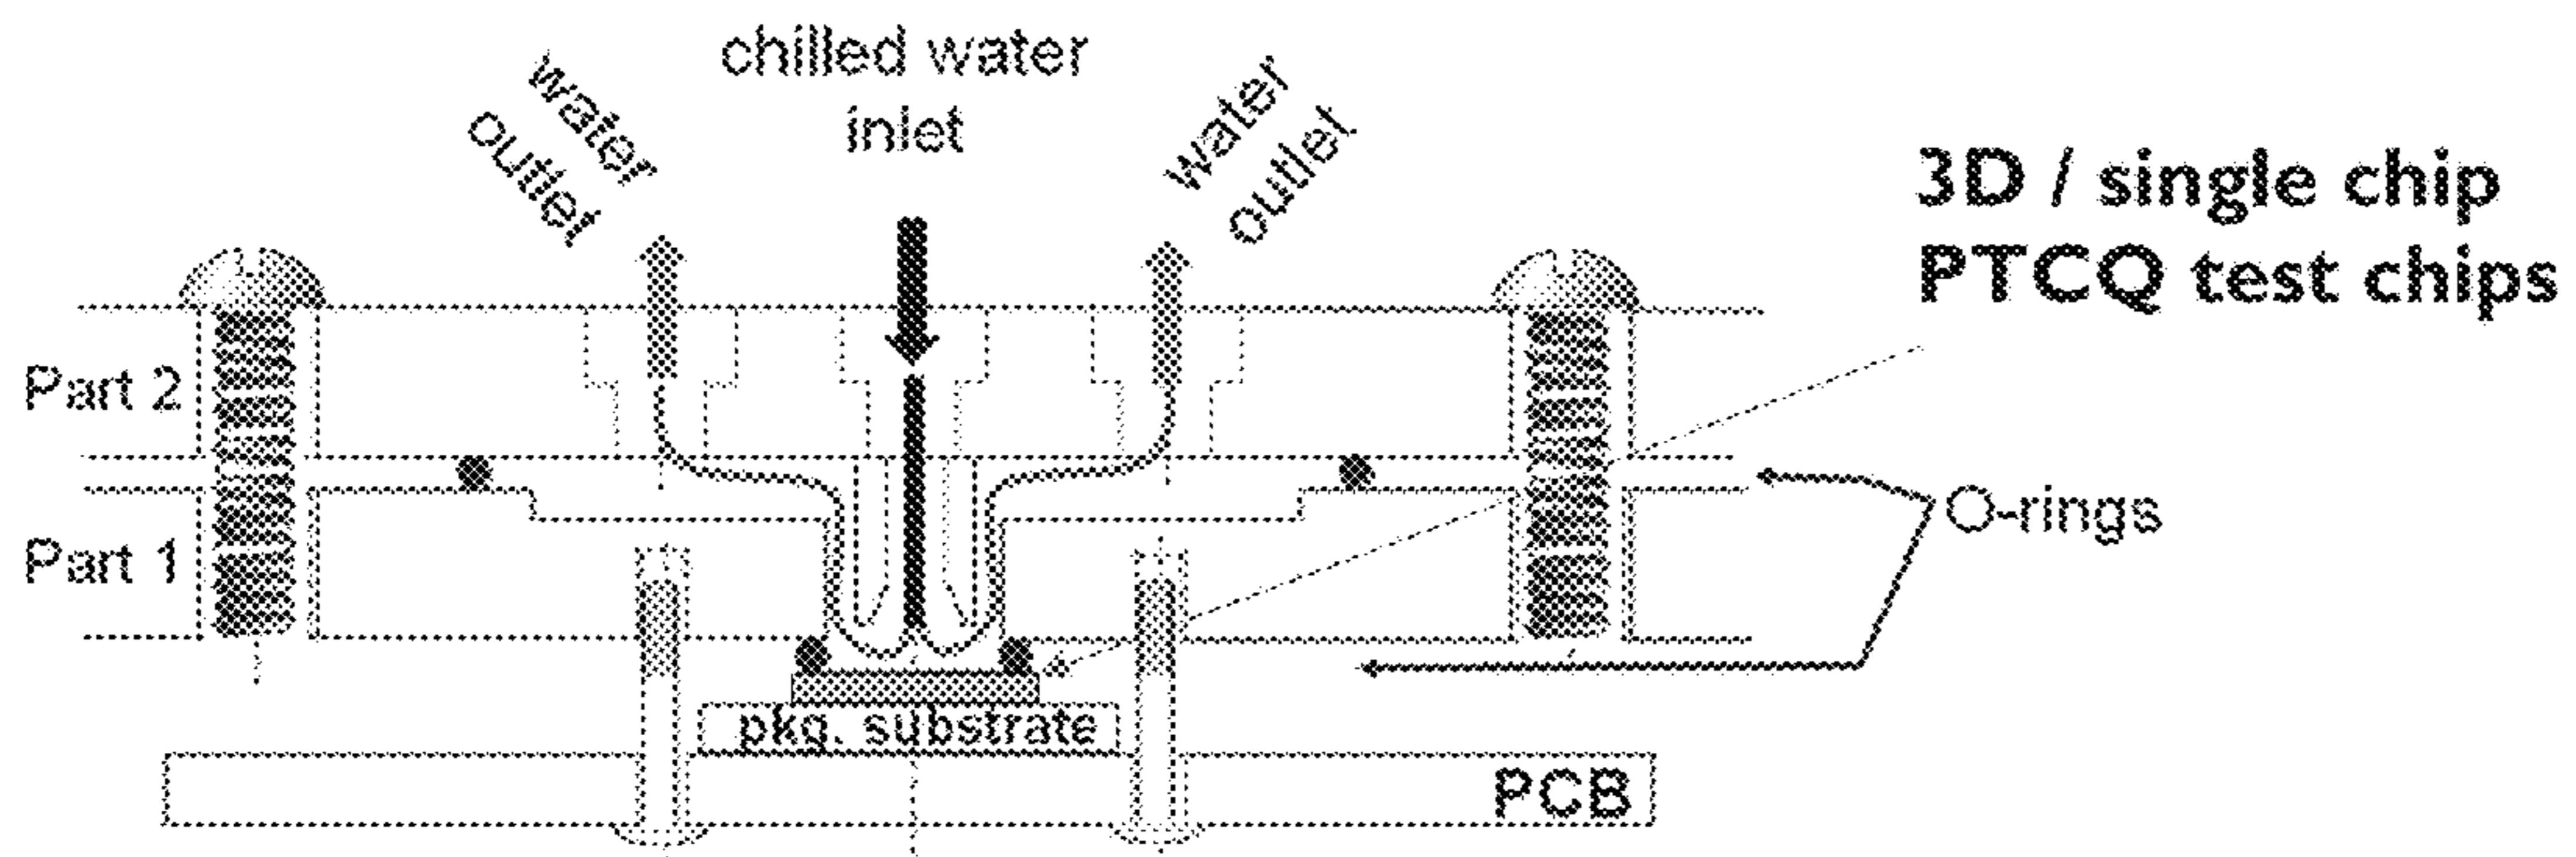 chilled water
inlet
water
outlet
water
outlet
3D / single chip
PTCQ test chips
Part 2
O-rings
Part 1
pkg. substrate
PCB